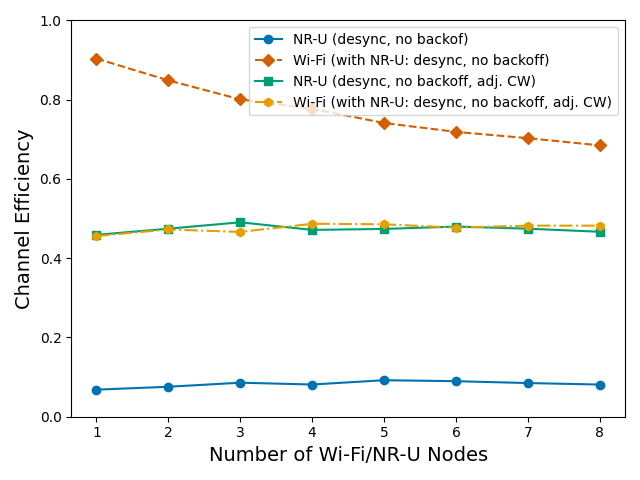 NR-U (desync, no backof)
Wi-Fi (with NR-U: desync, no backoff)
NR-U (desync, no backoff, adj. CW)
Wi-Fi (with NR-U: desync, no backoff, adj. CW)
1.0
0.8
0.6
0.4
0.2
0.0
Channel Efficiency
1 2 3 4 5 6 7 8
Number of Wi-Fi/NR-U Nodes